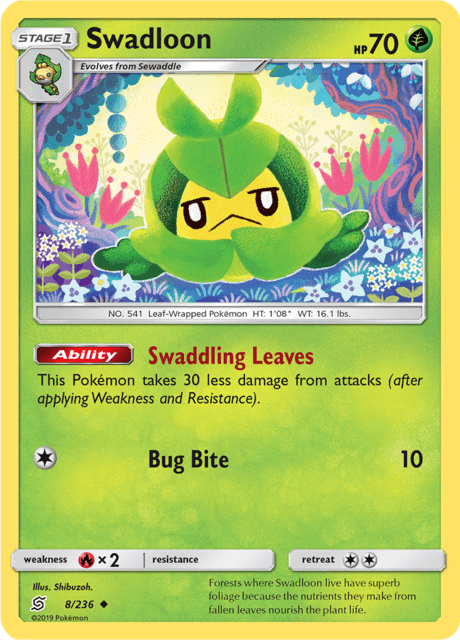 STAGE 1
Swadloon
HP 70
Evolves from Sewaddle
NO. 541 Leaf-Wrapped Pokémon HT: 1'08" WT: 16.1 lbs.
Ability Swaddling Leaves
This Pokémon takes 30 less damage from attacks (after
applying Weakness and Resistance).
Bug Bite 10
weakness × 2 resistance retreat
Illus. Shibuzoh.
8/236
©2019 Pokémon
Forests where Swadloon live have superb
foliage because the nutrients they make from
fallen leaves nourish the plant life.